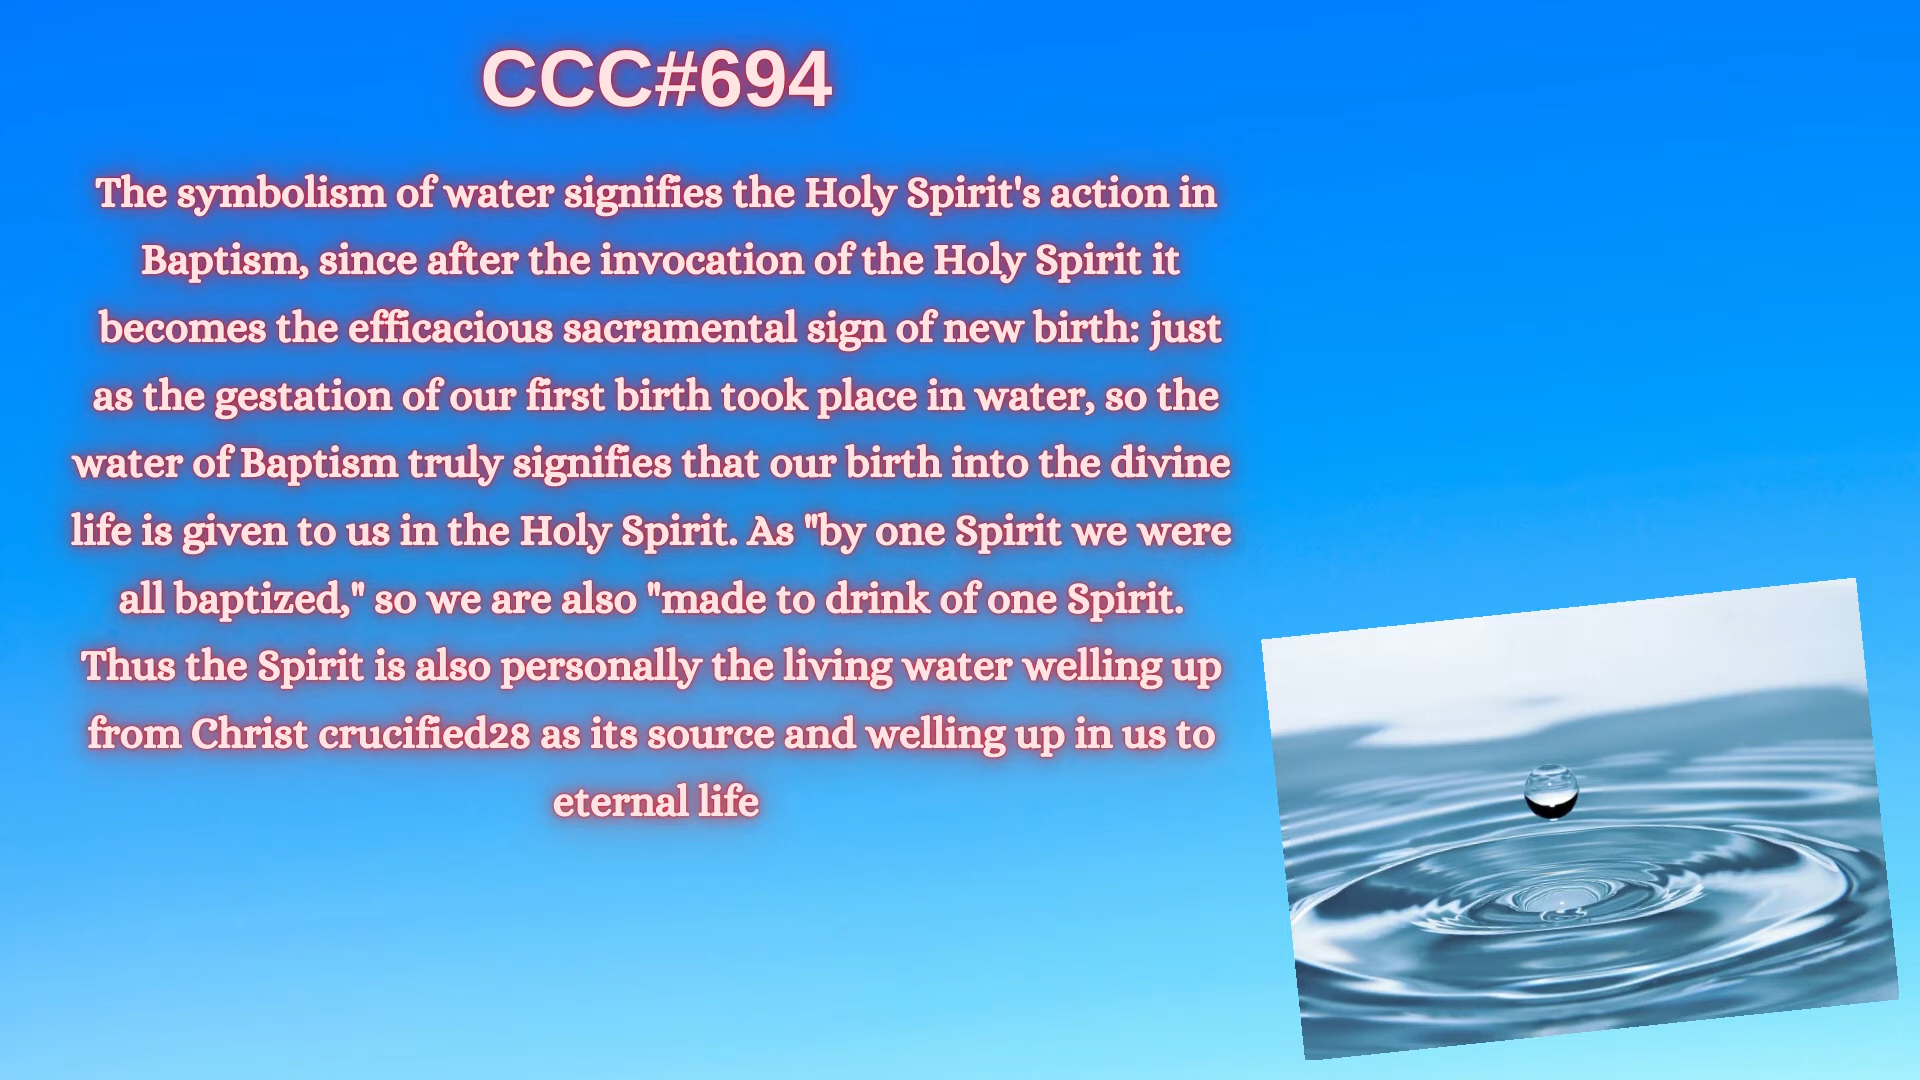 CCC#694
The symbolism of water signifies the Holy Spirit's action in
Baptism, since after the invocation of the Holy Spirit it
becomes the efficacious sacramental sign of new birth: just
as the gestation of our first birth took place in water, so the
water of Baptism truly signifies that our birth into the divine
life is given to us in the Holy Spirit. As "by one Spirit we were
all baptized," so we are also "made to drink of one Spirit.
Thus the Spirit is also personally the living water welling up
from Christ crucified28 as its source and welling up in us to
eternal life